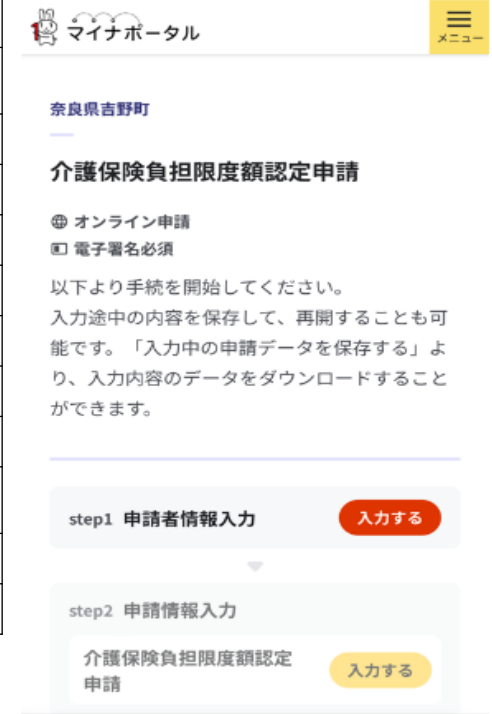 マイナポータル
メニュー
奈良県吉野町
介護保険負担限度額認定申請
オンライン申請
電子署名必須
以下より手続を開始してください。
入力途中の内容を保存して、再開することも可
能です。「入力中の申請データを保存する」よ
り、入力内容のデータをダウンロードすること
ができます。
step1 申請者情報入力 入力する
step2 申請情報入力
介護保険負担限度額認定
申請
入力する